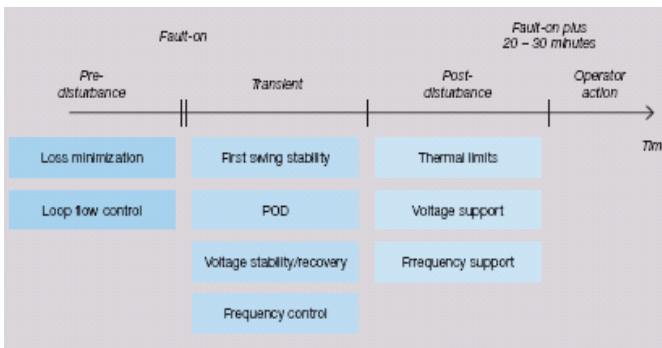 Fault-on
Fault-on plus
20 – 30 minutes
Pre-
disturbance
Transient
Post-
disturbance
Operator
action
Tim
Loss minimization
First swing stability
Thermal limits
Loop flow control
POD
Voltage support
Voltage stability/recovery
Frrequency support
Frequency control